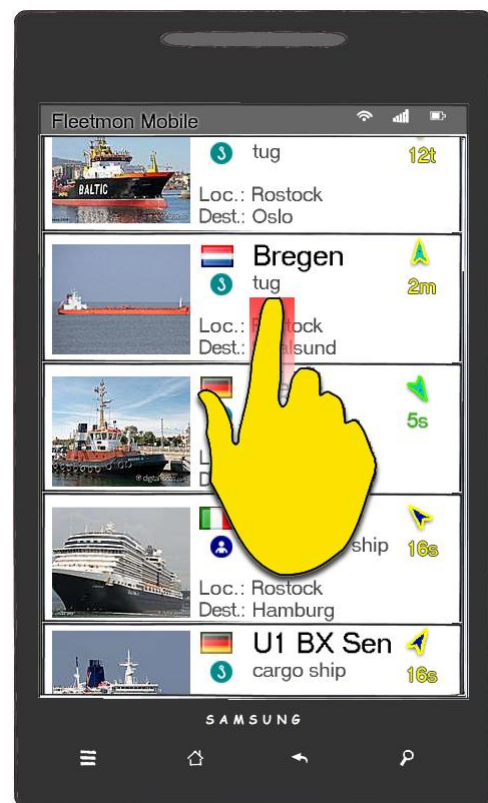 Fleetmon Mobile
BALTIC
tug
12t
Loc.: Rostock
Dest.: Oslo
Bregen
tug
2m
Loc.:
Dest.:
5s
ship
16s
Loc.: Rostock
Dest.: Hamburg
U1 BX Sen
cargo ship
16s
SAMSUNG